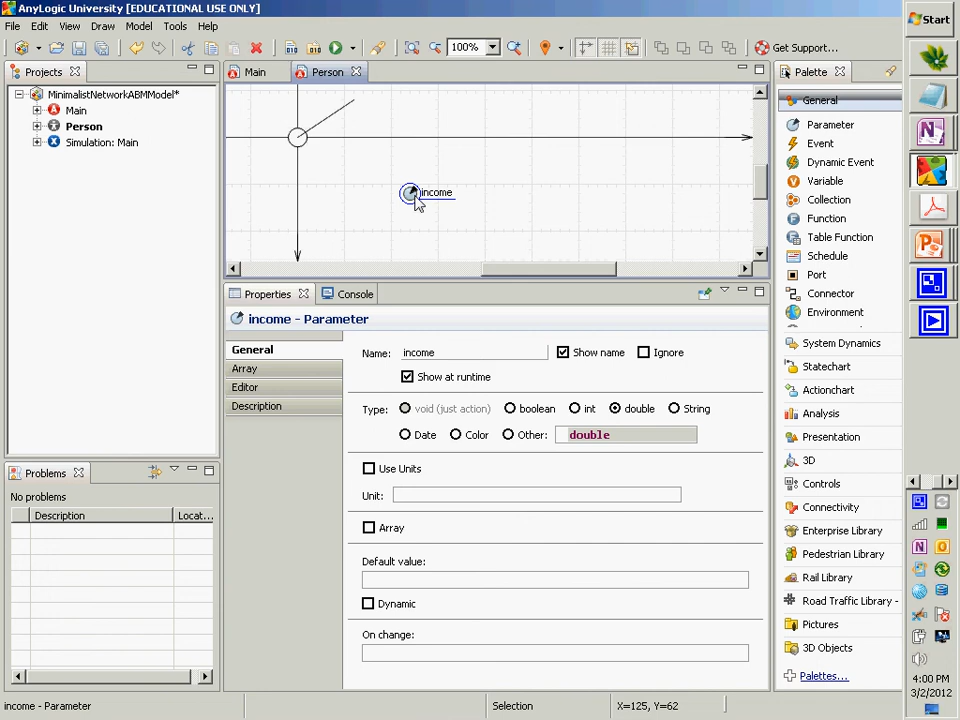 AnyLogic University [EDUCATIONAL USE ONLY]
File Edit View Draw Model Tools Help
100% Get Support...
Projects
MinimalistNetworkABMModel*
Main
Person
Simulation: Main
Main Person
income
Problems
No problems
Description Locat...
Properties Console
income - Parameter
General
Array
Editor
Description
Name: income Show name Ignore
Show at runtime
Type: void (just action) boolean int double String
Date Color Other: double
Use Units
Unit:
Array
Default value:
Dynamic
On change:
Palette
General
Parameter
Event
Dynamic Event
Variable
Collection
Function
Table Function
Schedule
Port
Connector
Environment
System Dynamics
Statechart
Actionchart
Analysis
Presentation
3D
Controls
Connectivity
Enterprise Library
Pedestrian Library
Rail Library
Road Traffic Library -
Pictures
3D Objects
Palettes...
Start
4:00 PM
3/2/2012
income - Parameter Selection X=125, Y=62